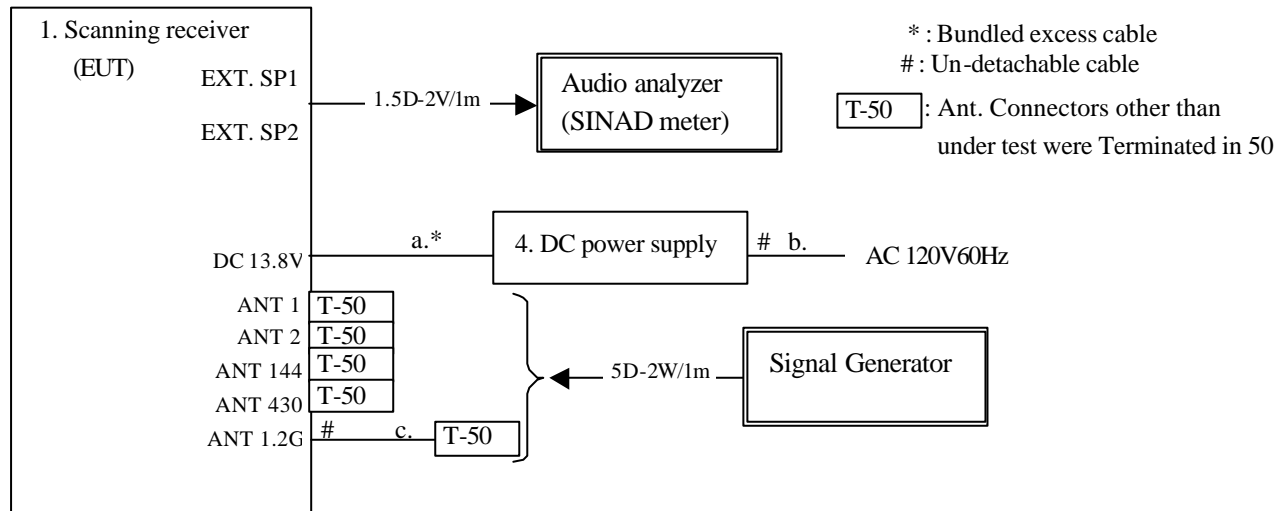 1. Scanning receiver
(EUT)
EXT. SP1
EXT. SP2
1.5D-2V/1m
Audio analyzer
(SINAD meter)
* : Bundled excess cable
# : Un-detachable cable
T-50 : Ant. Connectors other than
under test were Terminated in 50
DC 13.8V
a.*
4. DC power supply
# b.
AC 120V60Hz
ANT 1 T-50
ANT 2 T-50
ANT 144 T-50
ANT 430 T-50
ANT 1.2G # c. T-50
5D-2W/1m
Signal Generator